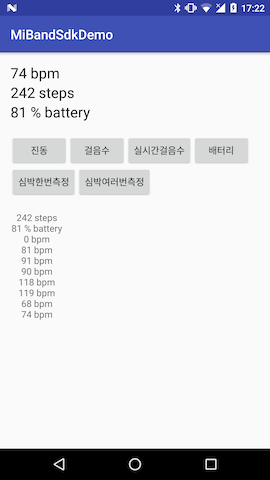 17:22
MiBandSdkDemo
74 bpm
242 steps
81 % battery
진동 걸음수 실시간걸음수 배터리
심박한번측정 심박여러번측정
242 steps
81 % battery
0 bpm
81 bpm
91 bpm
90 bpm
118 bpm
119 bpm
68 bpm
74 bpm